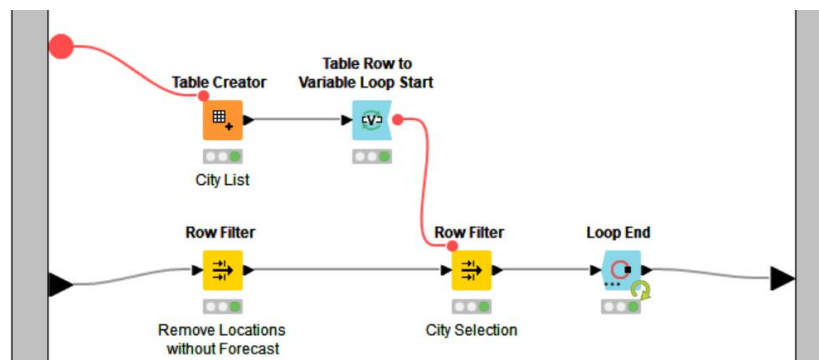 Table Creator
Table Row to
Variable Loop Start
City List
Row Filter
Row Filter
Loop End
Remove Locations
without Forecast
City Selection